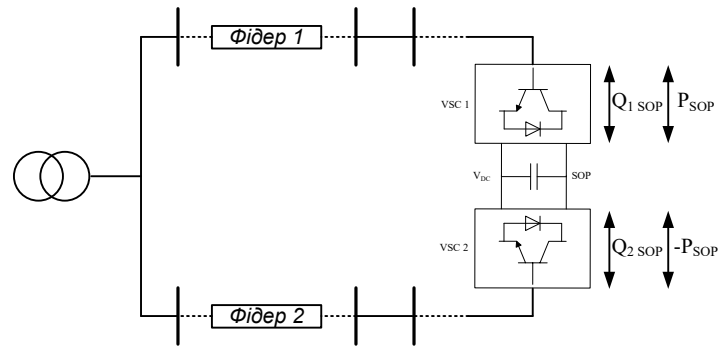 Фідер 1
VSC 1
Q1 SOP
PSOP
VDC
SOP
VSC 2
Q2 SOP
-PSOP
Фідер 2